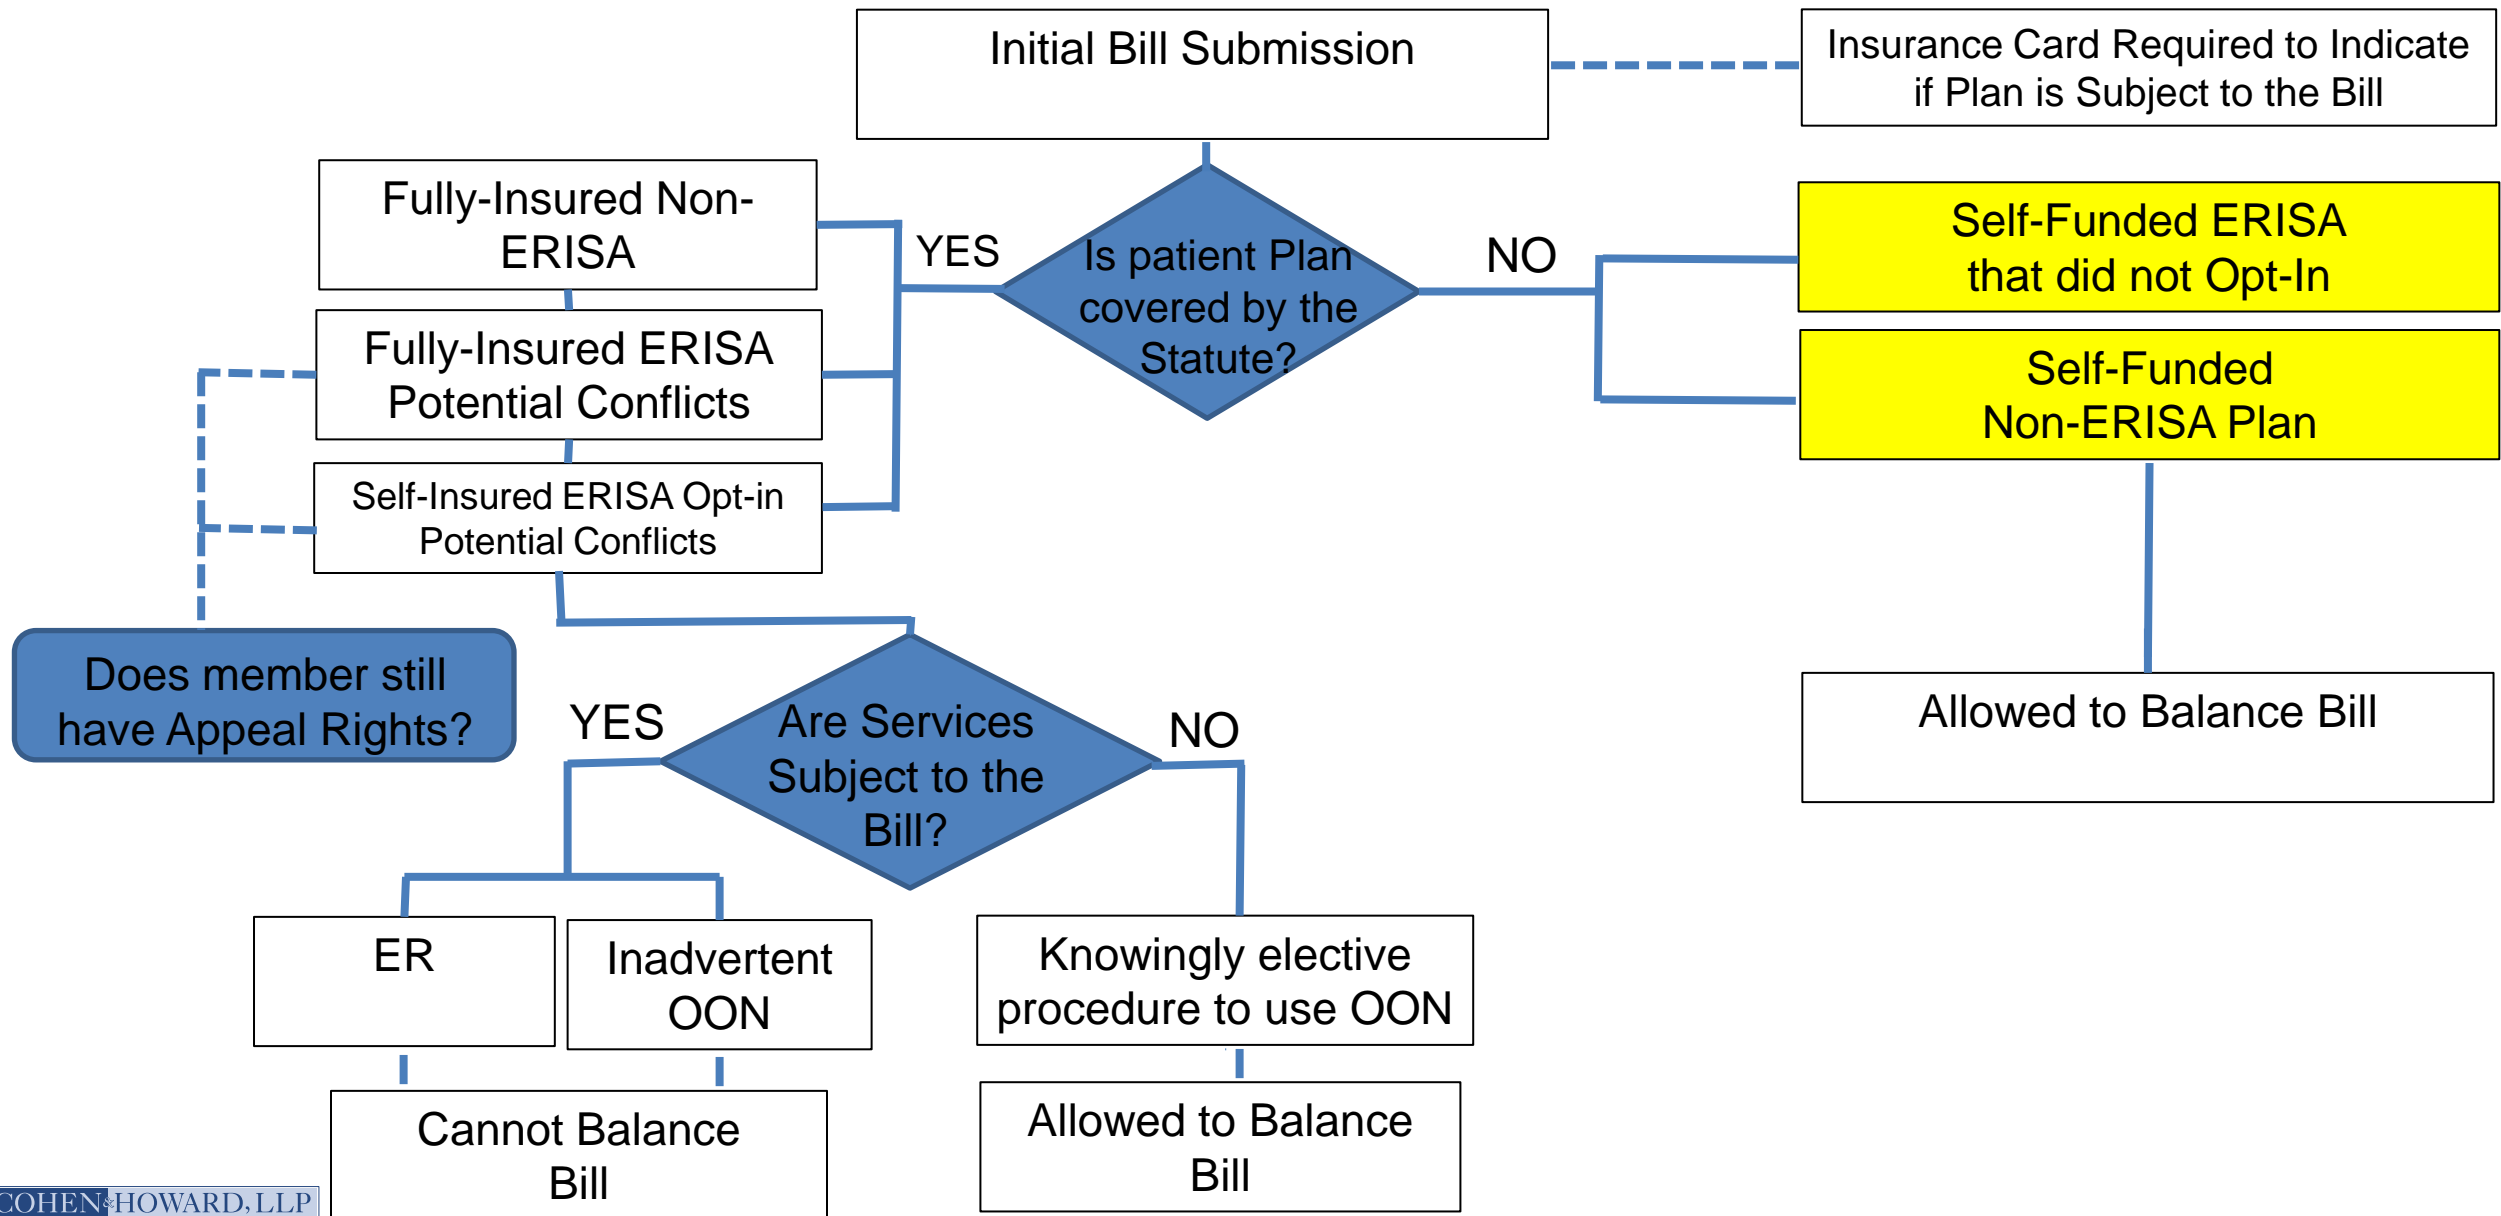 Initial Bill Submission
Insurance Card Required to Indicate
if Plan is Subject to the Bill
Fully-Insured Non-
ERISA
YES
Is patient Plan
covered by the
Statute?
NO
Self-Funded ERISA
that did not Opt-In
Fully-Insured ERISA
Potential Conflicts
Self-Funded
Non-ERISA Plan
Self-Insured ERISA Opt-in
Potential Conflicts
Does member still
have Appeal Rights?
YES
Are Services
Subject to the
Bill?
NO
Allowed to Balance Bill
ER
Inadvertent
OON
Knowingly elective
procedure to use OON
Cannot Balance
Bill
Allowed to Balance
Bill
COHEN&HOWARD, LLP